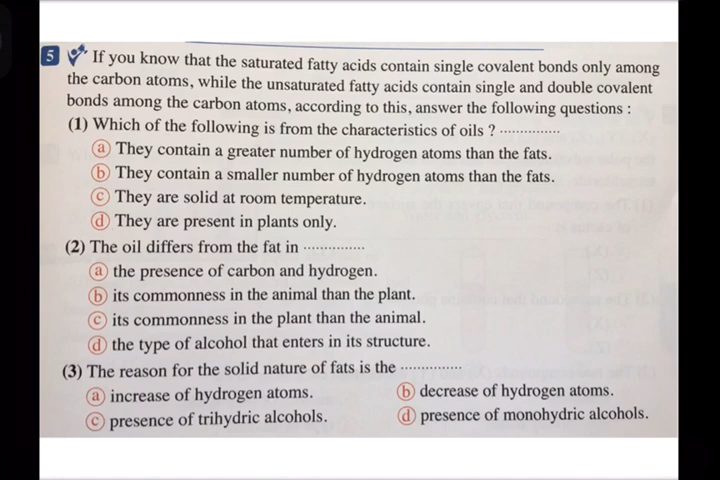 5 If you know that the saturated fatty acids contain single covalent bonds only among
the carbon atoms, while the unsaturated fatty acids contain single and double covalent
bonds among the carbon atoms, according to this, answer the following questions :
(1) Which of the following is from the characteristics of oils ? ...............
a They contain a greater number of hydrogen atoms than the fats.
b They contain a smaller number of hydrogen atoms than the fats.
c They are solid at room temperature.
d They are present in plants only.
(2) The oil differs from the fat in ...............
a the presence of carbon and hydrogen.
b its commonness in the animal than the plant.
c its commonness in the plant than the animal.
d the type of alcohol that enters in its structure.
(3) The reason for the solid nature of fats is the ...............
a increase of hydrogen atoms. b decrease of hydrogen atoms.
c presence of trihydric alcohols. d presence of monohydric alcohols.